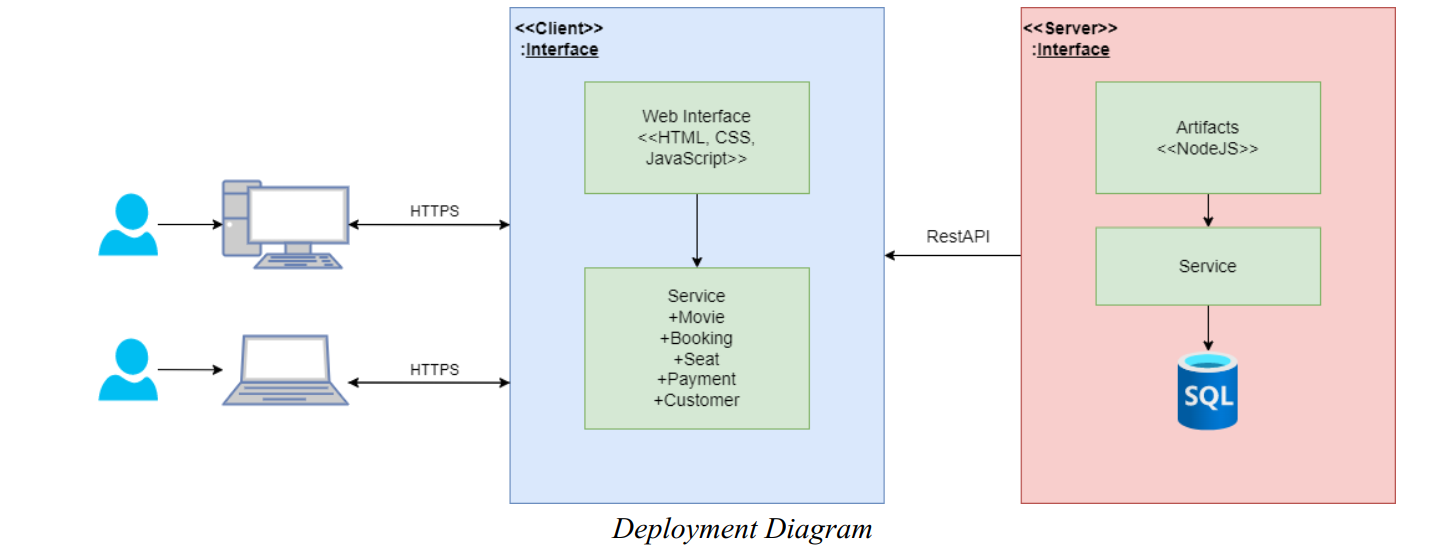 <<Client>>
:Interface
Web Interface
<<HTML, CSS,
JavaScript>>
Service
+Movie
+Booking
+Seat
+Payment
+Customer
HTTPS
HTTPS
RestAPI
<<Server>>
:Interface
Artifacts
<<NodeJS>>
Service
SQL
Deployment Diagram